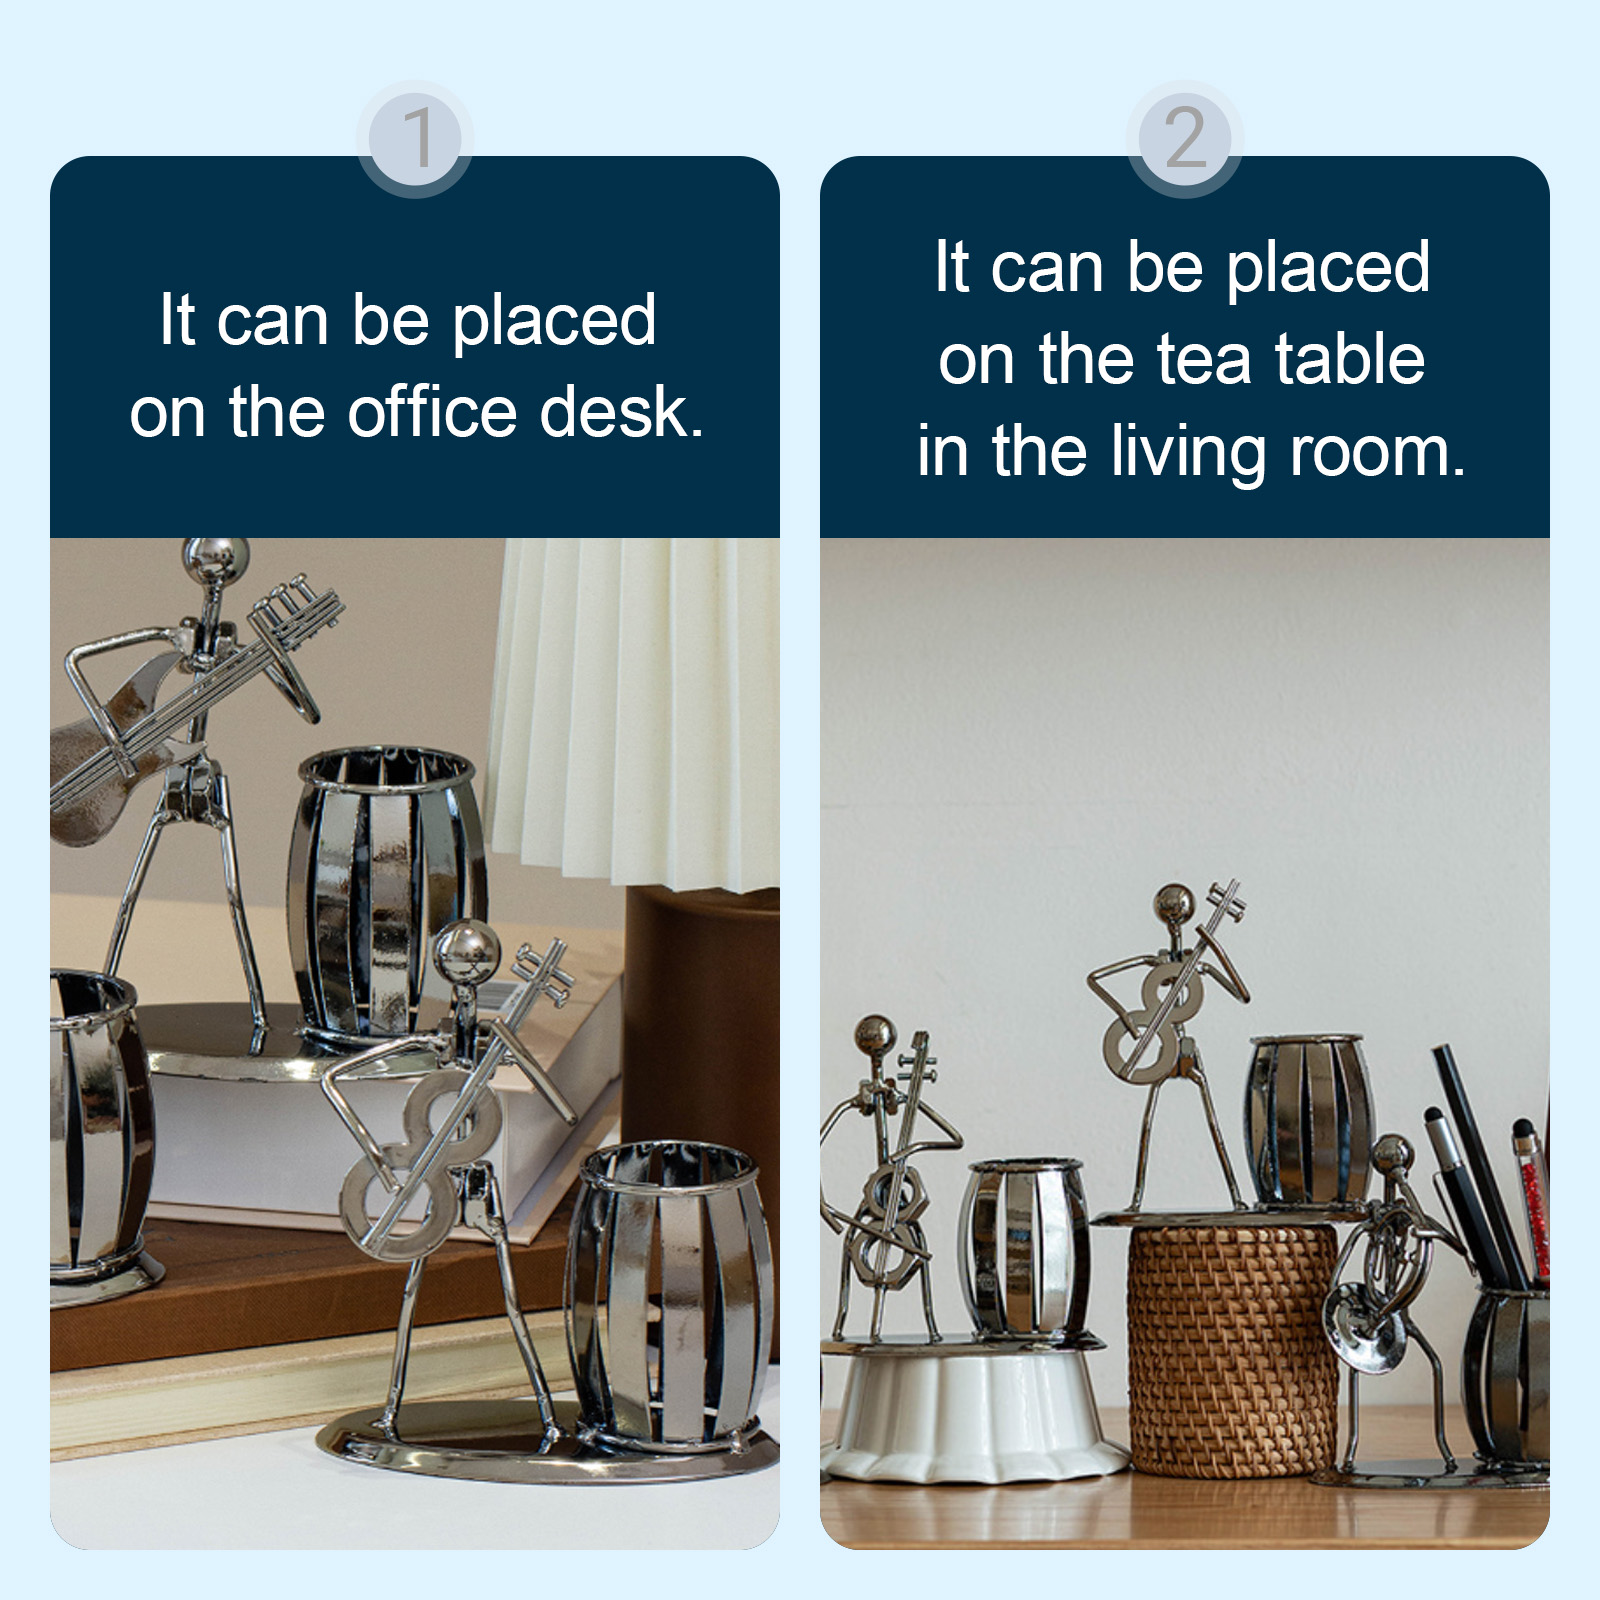 1
It can be placed
on the office desk.
2
It can be placed
on the tea table
in the living room.